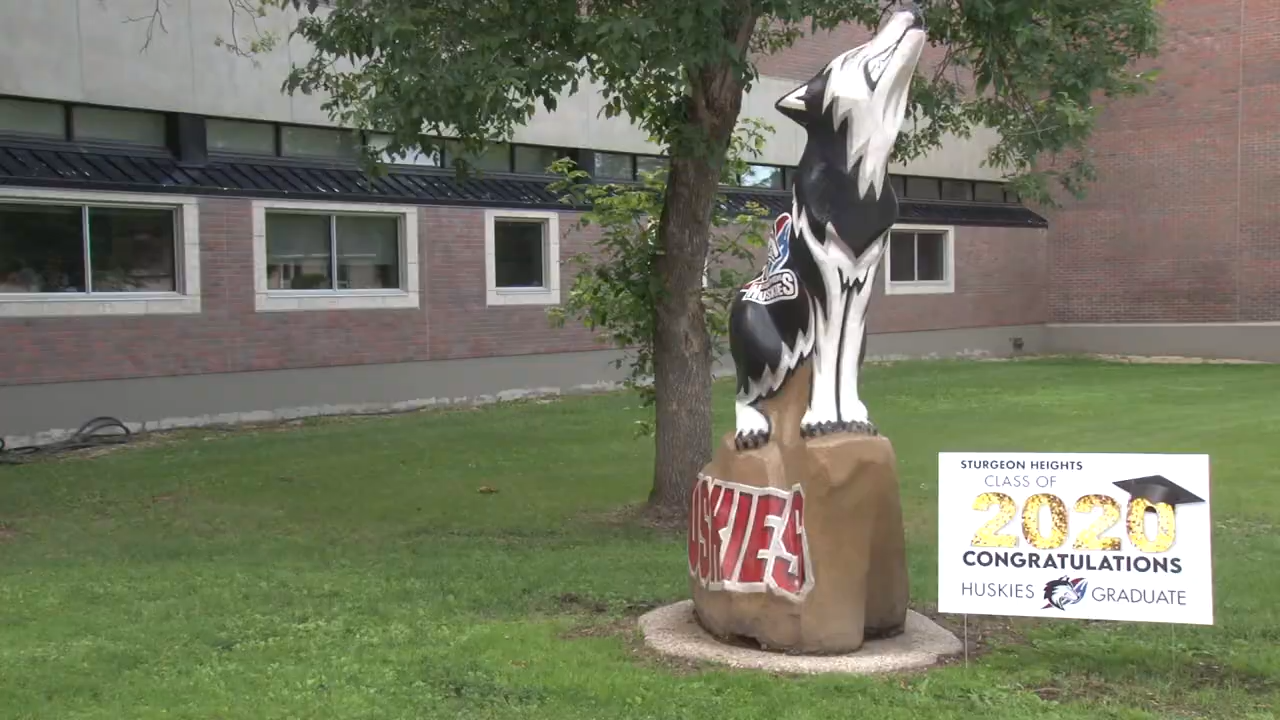 HUSKIES
USKIES
STURGEON HEIGHTS
CLASS OF
2020
CONGRATULATIONS
HUSKIES GRADUATE